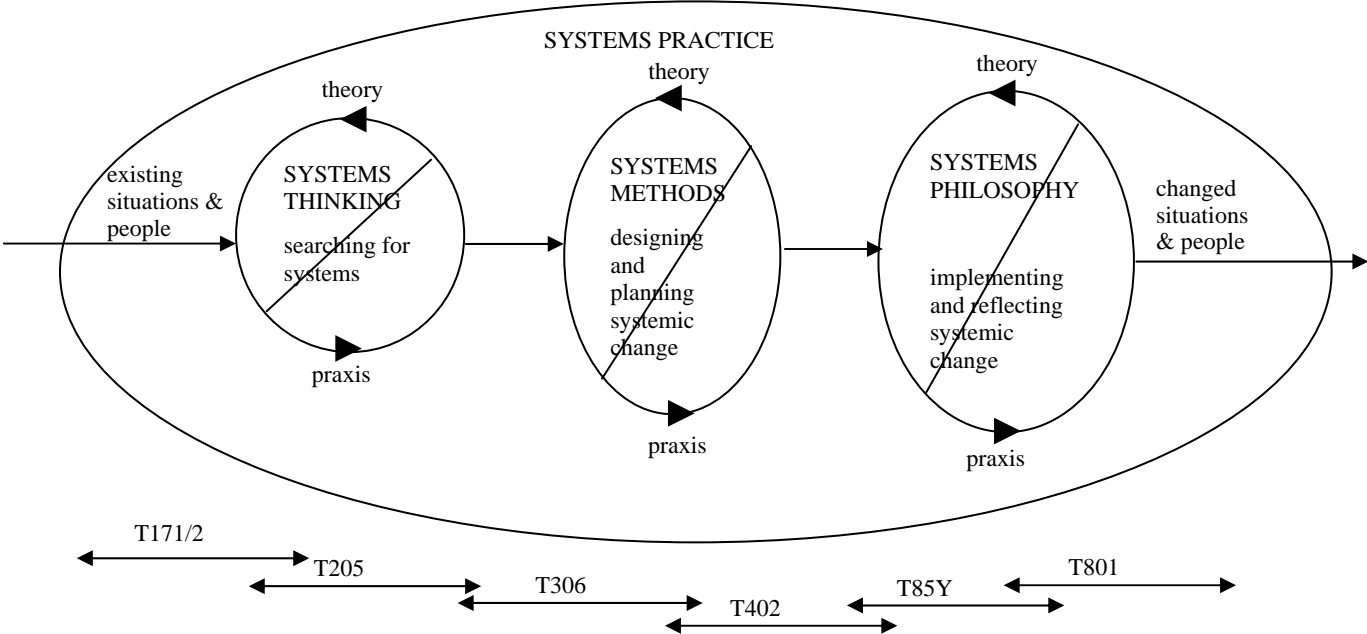 SYSTEMS PRACTICE
theory
theory
theory
existing
situations &
people
SYSTEMS
THINKING
searching for
systems
praxis
SYSTEMS
METHODS
designing
and
planning
systemic
change
praxis
SYSTEMS
PHILOSOPHY
implementing
and reflecting
systemic
change
praxis
changed
situations
& people
T171/2
T205
T306
T402
T85Y
T801